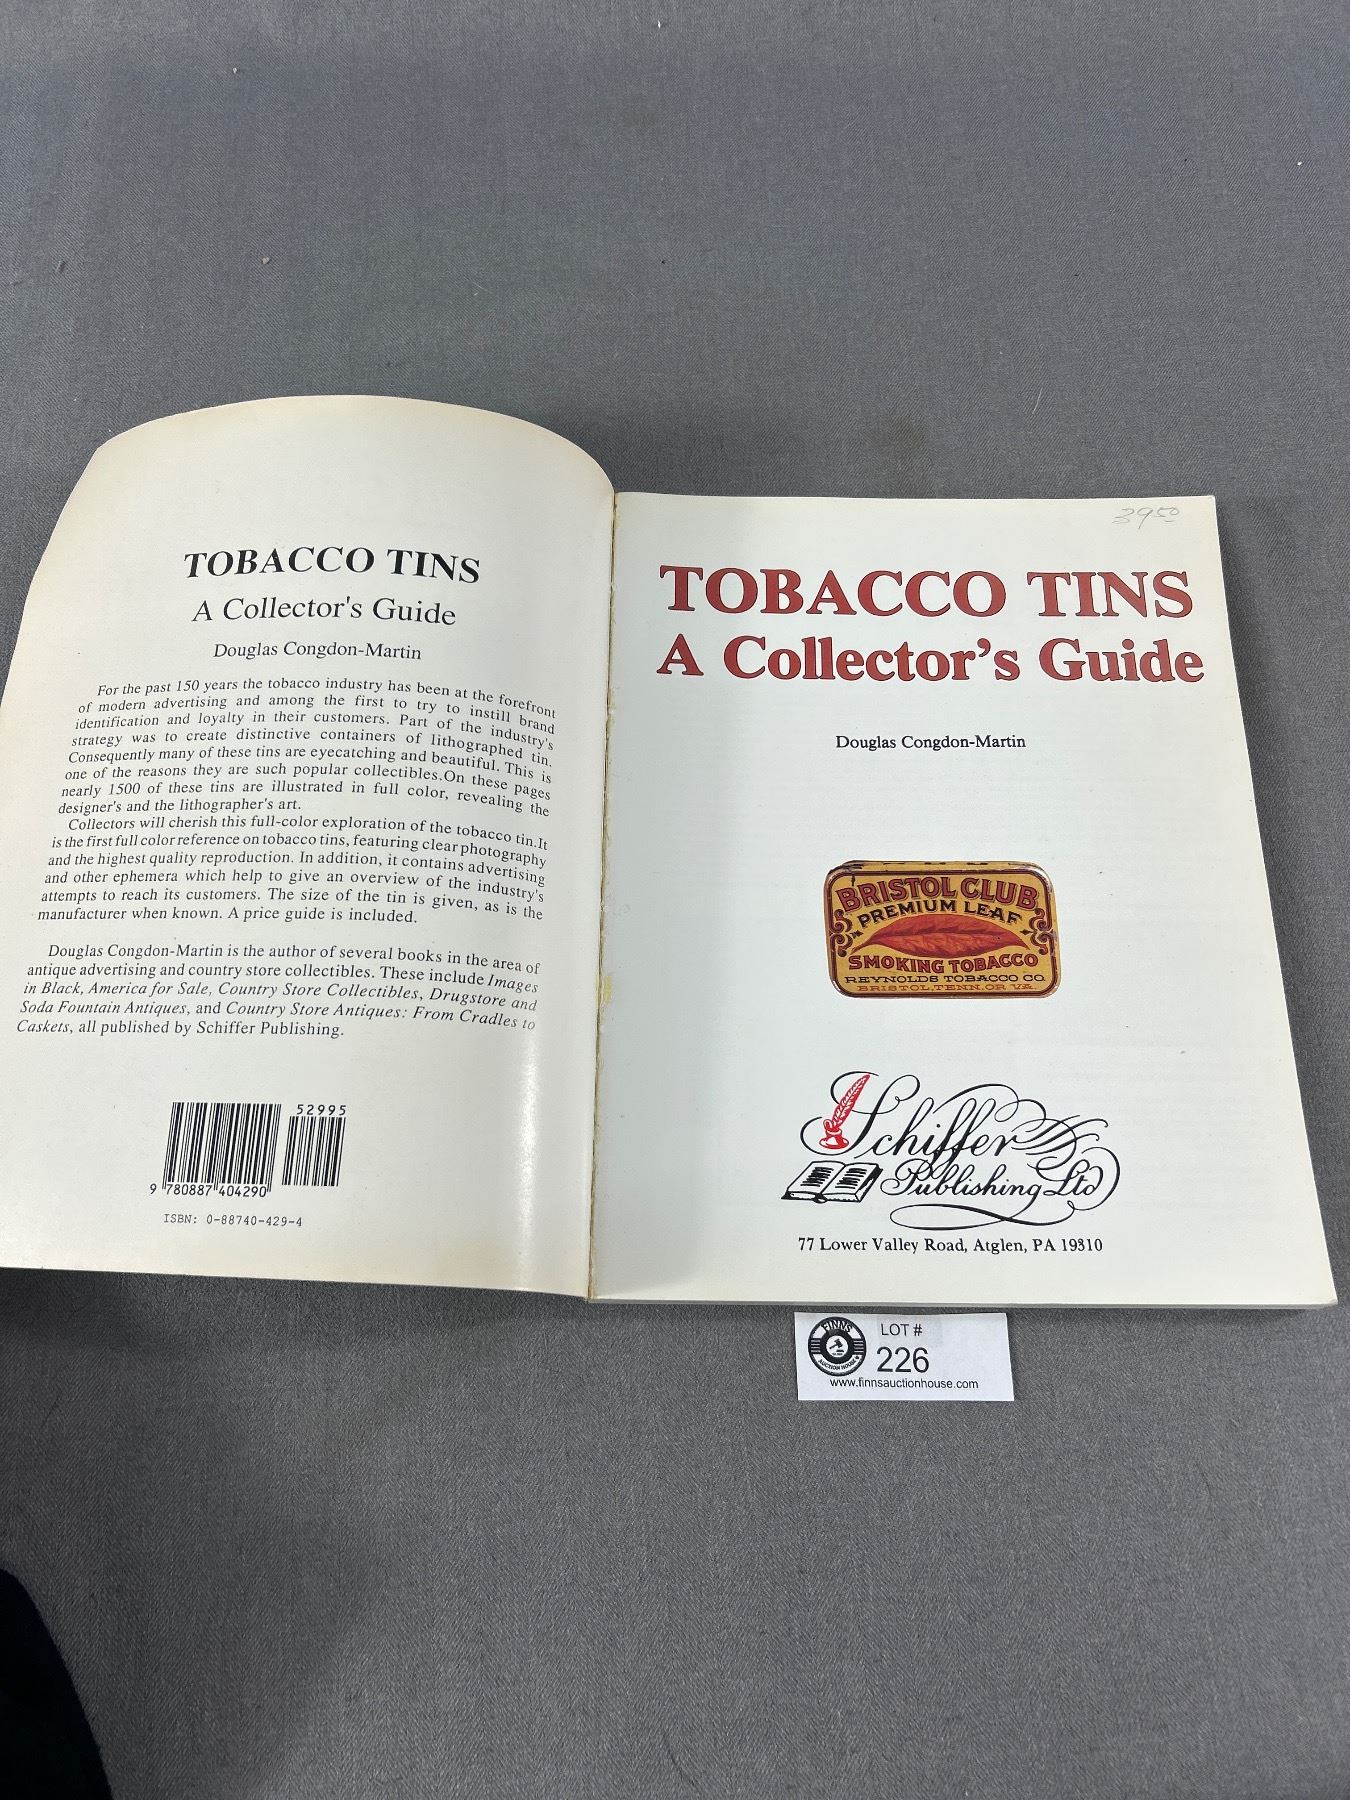 TOBACCO TINS
A Collector's Guide
Douglas Congdon-Martin
For the past 150 years the tobacco industry has been at the forefront
of modern advertising and among the first to try to instill brand
identification and loyalty in their customers. Part of the industry's
strategy was to create distinctive containers of lithographed tin.
Consequently many of these tins are eyecatching and beautiful. This is
one of the reasons they are such popular collectibles.On these pages
nearly 1500 of these tins are illustrated in full color, revealing the
designer's and the lithographer's art.
Collectors will cherish this full-color exploration of the tobacco tin.It
is the first full color reference on tobacco tins, featuring clear photography
and the highest quality reproduction. In addition, it contains advertising
and other ephemera which help to give an overview of the industry's
attempts to reach its customers. The size of the tin is given, as is the
manufacturer when known. A price guide is included.
Douglas Congdon-Martin is the author of several books in the area of
antique advertising and country store collectibles. These include Images
in Black, America for Sale, Country Store Collectibles, Drugstore and
Soda Fountain Antiques, and Country Store Antiques: From Cradles to
Caskets, all published by Schiffer Publishing.
52995
9 780887 404290
ISBN: 0-88740-429-4
39.50
TOBACCO TINS
A Collector's Guide
Douglas Congdon-Martin
BRISTOL CLUB
PREMIUM LEAF
SMOKING TOBACCO
REYNOLDS TOBACCO CO
BRISTOL, TENN. OR VA.
Schiffer
Publishing Ltd
77 Lower Valley Road, Atglen, PA 19310
FINNS
AUCTION HOUSE
LOT #
226
www.finnsauctionhouse.com